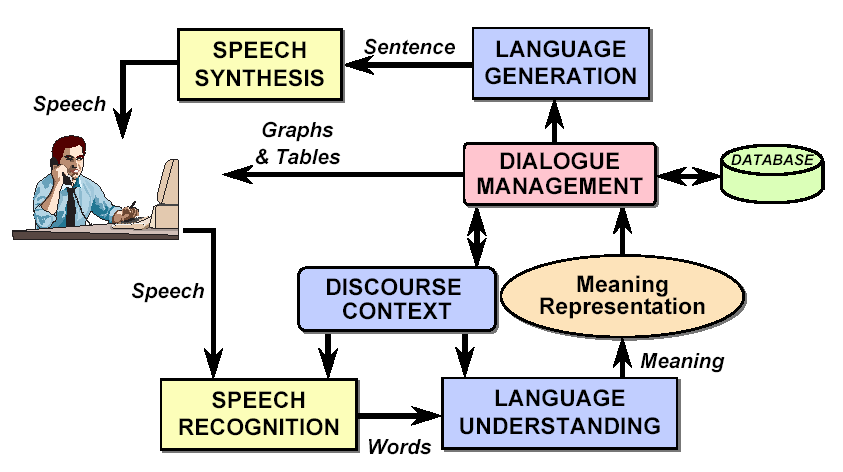 SPEECH
SYNTHESIS
Sentence
LANGUAGE
GENERATION
Speech
Graphs
& Tables
DIALOGUE
MANAGEMENT
DATABASE
Speech
DISCOURSE
CONTEXT
Meaning
Representation
Meaning
SPEECH
RECOGNITION
Words
LANGUAGE
UNDERSTANDING